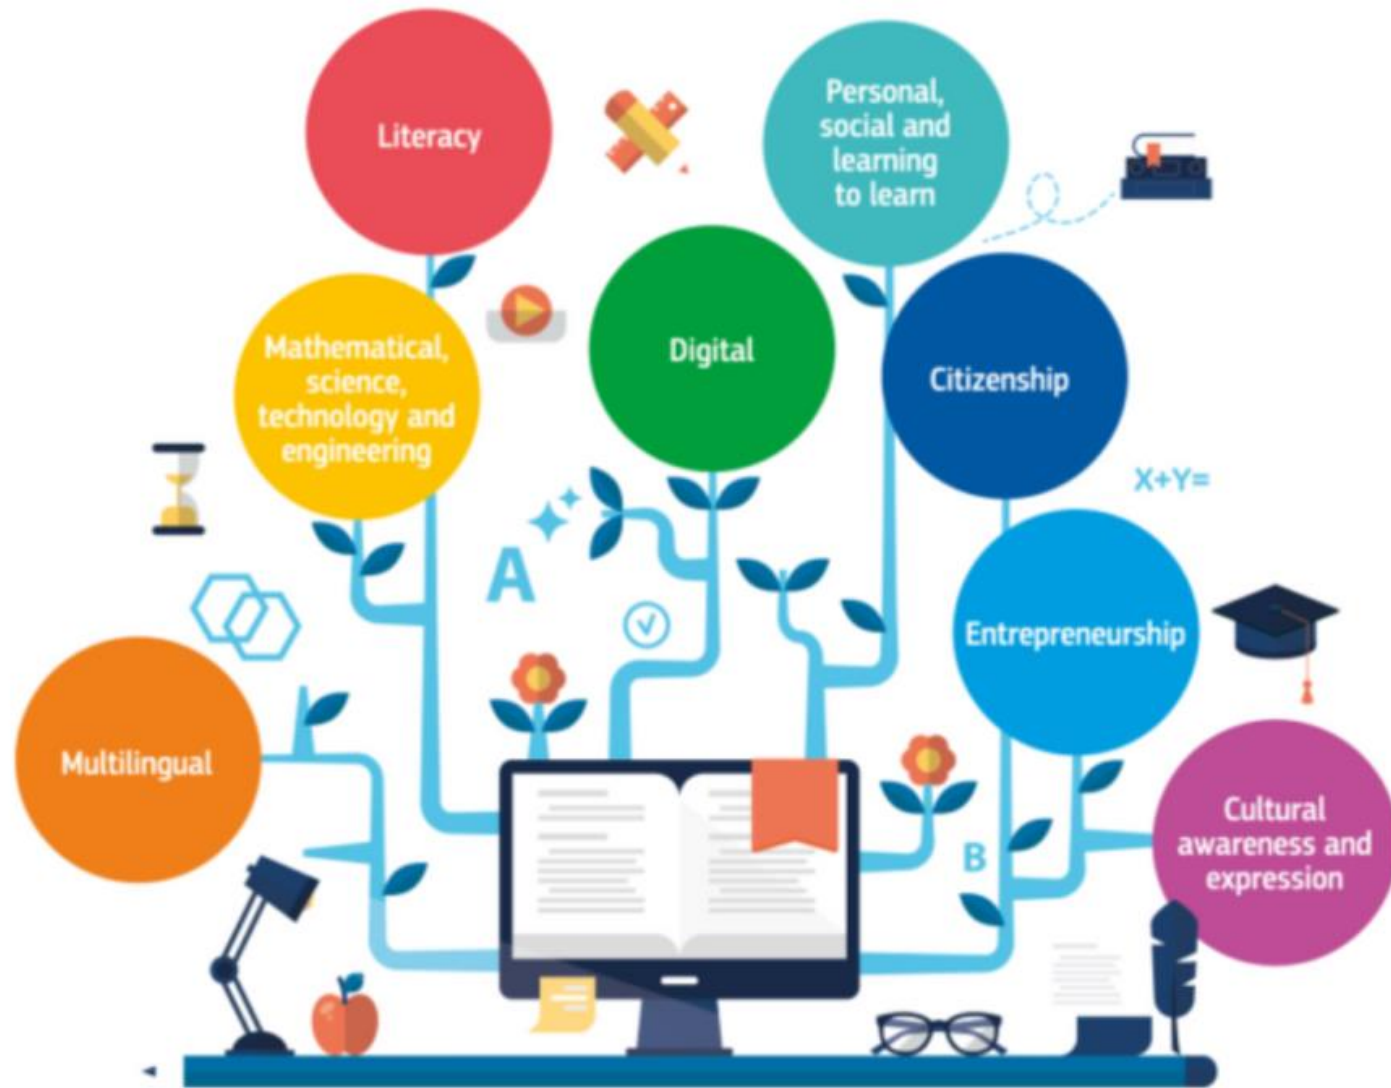 Literacy
Personal,
social and
learning
to learn
Mathematical,
science,
technology and
engineering
Digital
Citizenship
X+Y=
A
Entrepreneurship
Multilingual
Cultural
awareness and
expression
B